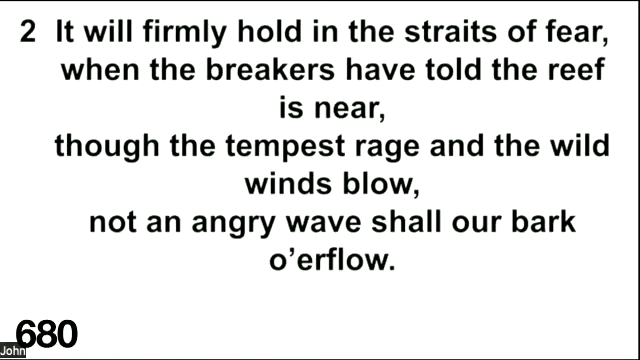 2 It will firmly hold in the straits of fear,
when the breakers have told the reef
is near,
though the tempest rage and the wild
winds blow,
not an angry wave shall our bark
o’erflow.
680
John